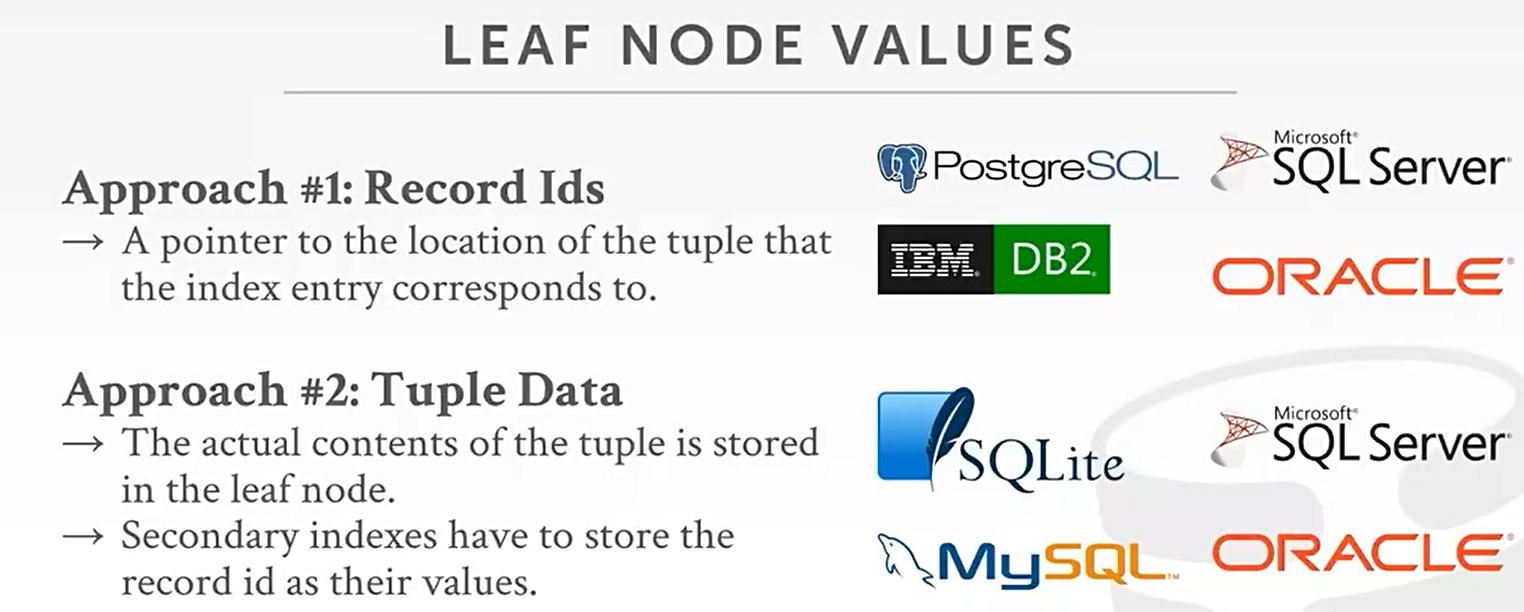 LEAF NODE VALUES
Approach #1: Record Ids
→ A pointer to the location of the tuple that
the index entry corresponds to.
PostgreSQL
Microsoft®
SQL Server®
IBM® DB2®
ORACLE®
Approach #2: Tuple Data
→ The actual contents of the tuple is stored
in the leaf node.
→ Secondary indexes have to store the
record id as their values.
SQLite
Microsoft®
SQL Server®
MySQL™
ORACLE®